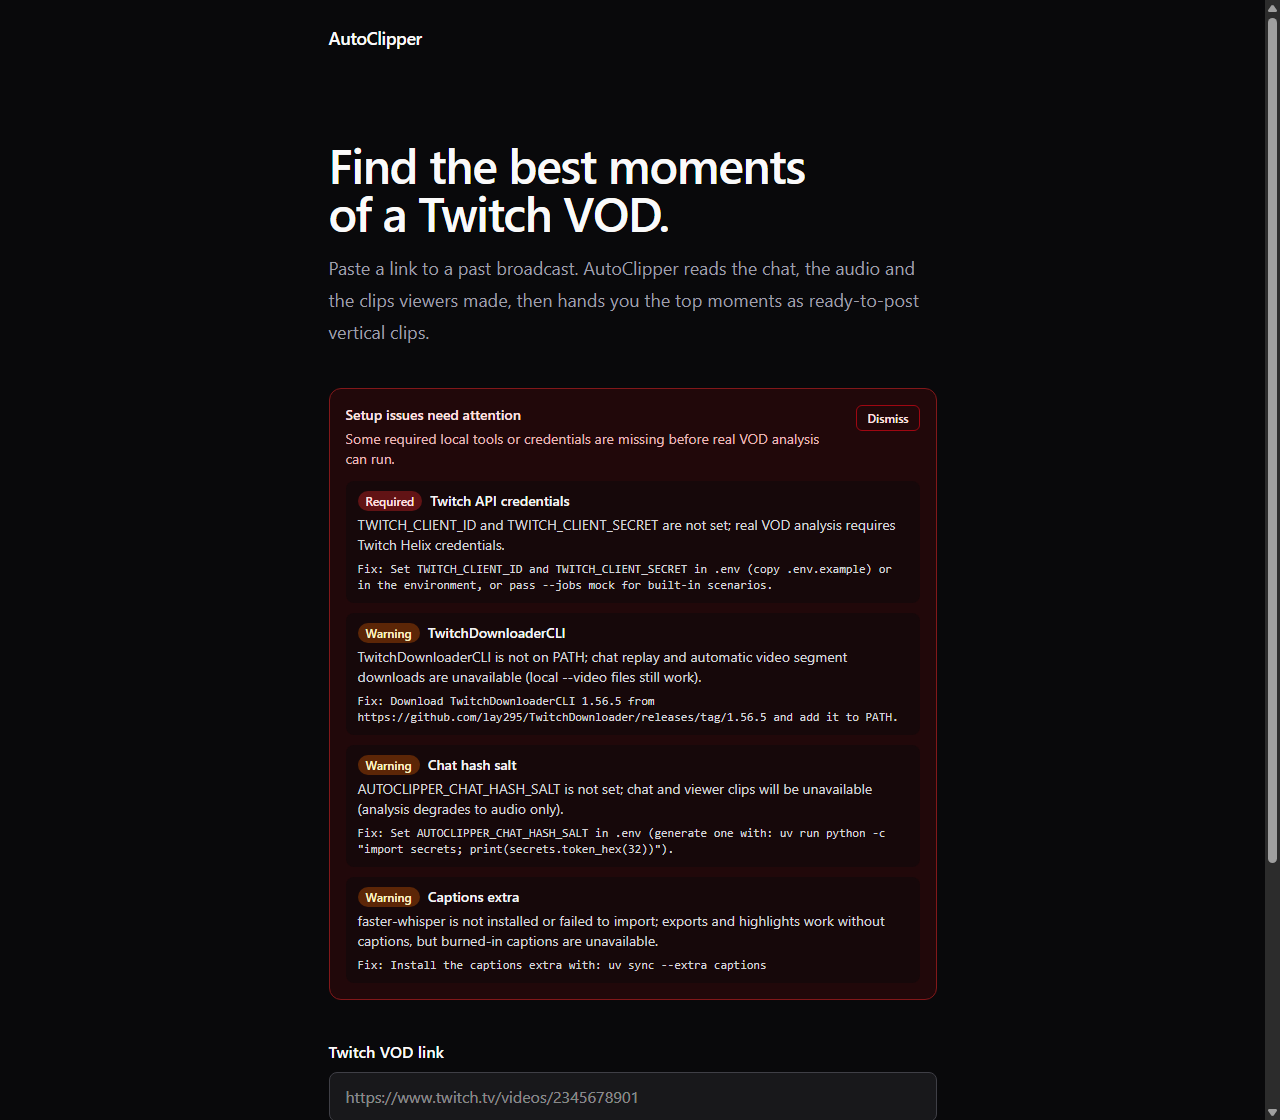 AutoClipper
Find the best moments
of a Twitch VOD.
Paste a link to a past broadcast. AutoClipper reads the chat, the audio and
the clips viewers made, then hands you the top moments as ready-to-post
vertical clips.
Setup issues need attention
Dismiss
Some required local tools or credentials are missing before real VOD analysis
can run.
Required Twitch API credentials
TWITCH_CLIENT_ID and TWITCH_CLIENT_SECRET are not set; real VOD analysis requires
Twitch Helix credentials.
Fix: Set TWITCH_CLIENT_ID and TWITCH_CLIENT_SECRET in .env (copy .env.example) or
in the environment, or pass --jobs mock for built-in scenarios.
Warning TwitchDownloaderCLI
TwitchDownloaderCLI is not on PATH; chat replay and automatic video segment
downloads are unavailable (local --video files still work).
Fix: Download TwitchDownloaderCLI 1.56.5 from
https://github.com/lay295/TwitchDownloader/releases/tag/1.56.5 and add it to PATH.
Warning Chat hash salt
AUTOCLIPPER_CHAT_HASH_SALT is not set; chat and viewer clips will be unavailable
(analysis degrades to audio only).
Fix: Set AUTOCLIPPER_CHAT_HASH_SALT in .env (generate one with: uv run python -c
"import secrets; print(secrets.token_hex(32))").
Warning Captions extra
faster-whisper is not installed or failed to import; exports and highlights work without
captions, but burned-in captions are unavailable.
Fix: Install the captions extra with: uv sync --extra captions
Twitch VOD link
https://www.twitch.tv/videos/2345678901